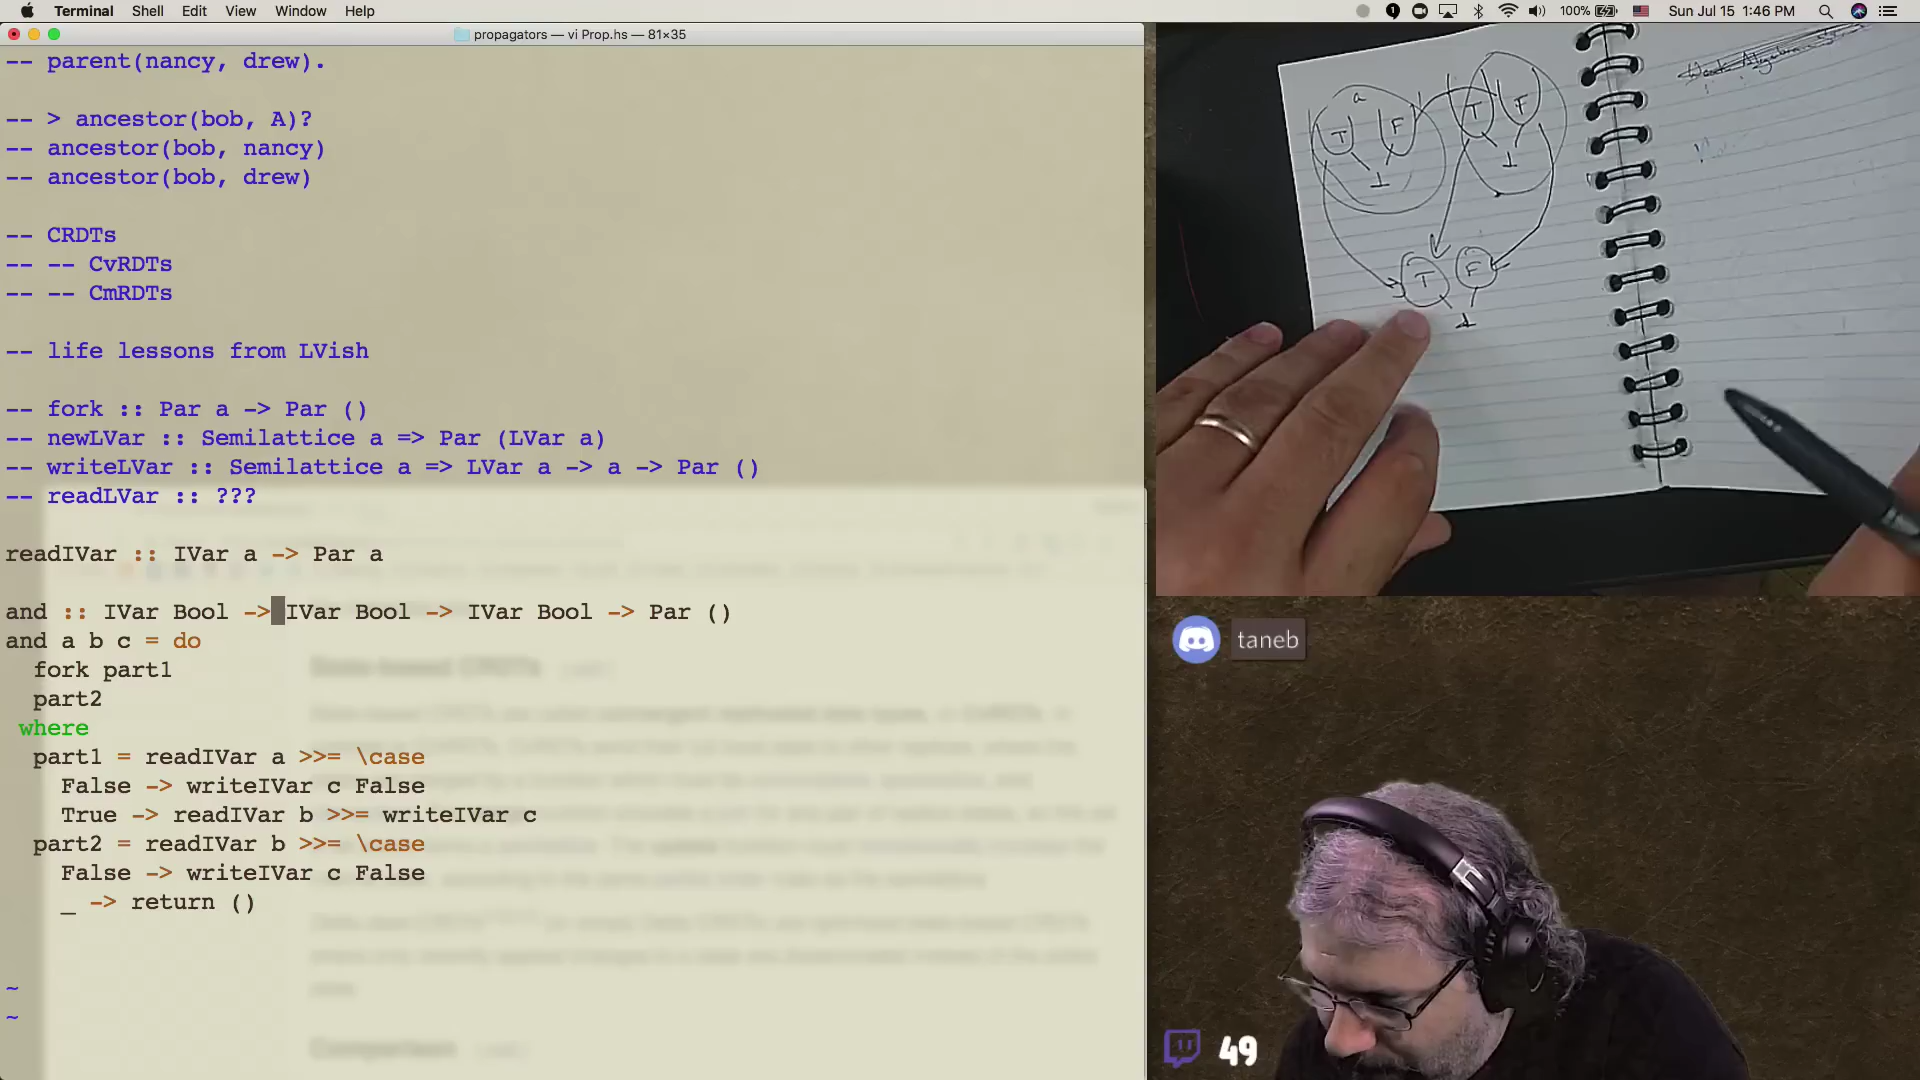 Terminal Shell Edit View Window Help
100% Sun Jul 15 1:46 PM
propagators — vi Prop.hs — 81×35
-- parent(nancy, drew).
-- > ancestor(bob, A)?
-- ancestor(bob, nancy)
-- ancestor(bob, drew)
-- CRDTs
-- -- CvRDTs
-- -- CmRDTs
-- life lessons from LVish
-- fork :: Par a -> Par ()
-- newLVar :: Semilattice a => Par (LVar a)
-- writeLVar :: Semilattice a => LVar a -> a -> Par ()
-- readLVar :: ???
readIVar :: IVar a -> Par a
and :: IVar Bool -> IVar Bool -> IVar Bool -> Par ()
and a b c = do
fork part1
part2
where
part1 = readIVar a >>= \case
False -> writeIVar c False
True -> readIVar b >>= writeIVar c
part2 = readIVar b >>= \case
False -> writeIVar c False
_ -> return ()
~
~
State-based CRDTs
Comparison
a
T F T F
⊥ ⊥
T F
⊥
taneb
49